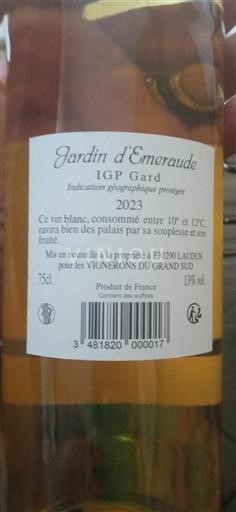 Jardin d'Emeraude
IGP Gard
Indication géographique protégée
2023
Ce vin blanc, consommé entre 10° et 12°C,
ravira bien des palais par sa souplesse et son
fruité.
Mis en bouteille à la propriété à F30290 LAUDUN
pour les VIGNERONS DU GRAND SUD
75cl.
13% vol.
Produit de France
Contient des sulfites
3 481820 000017